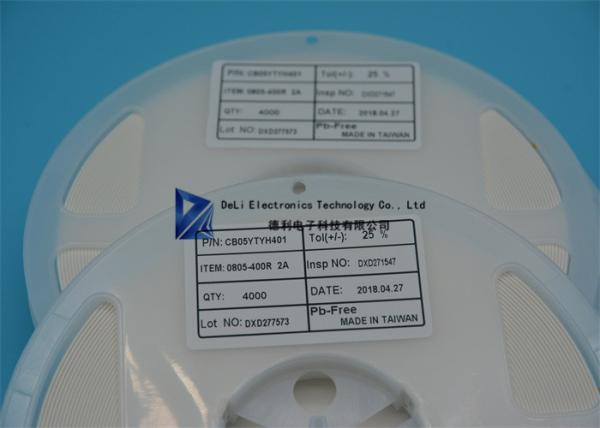 P/N: CB05YTYH401 Tol(+/-): 25 %
ITEM: 0805-400R 2A Insp NO: DXD271547
QTY: 4000 DATE: 2018.04.27
Lot NO: DXD277573 Pb-Free
MADE IN TAIWAN
DeLi Electronics Technology Co., Ltd
德利电子科技有限公司
P/N: CB05YTYH401 Tol(+/-): 25 %
ITEM: 0805-400R 2A Insp NO: DXD271547
QTY: 4000 DATE: 2018.04.27
Lot NO: DXD277573 Pb-Free
MADE IN TAIWAN